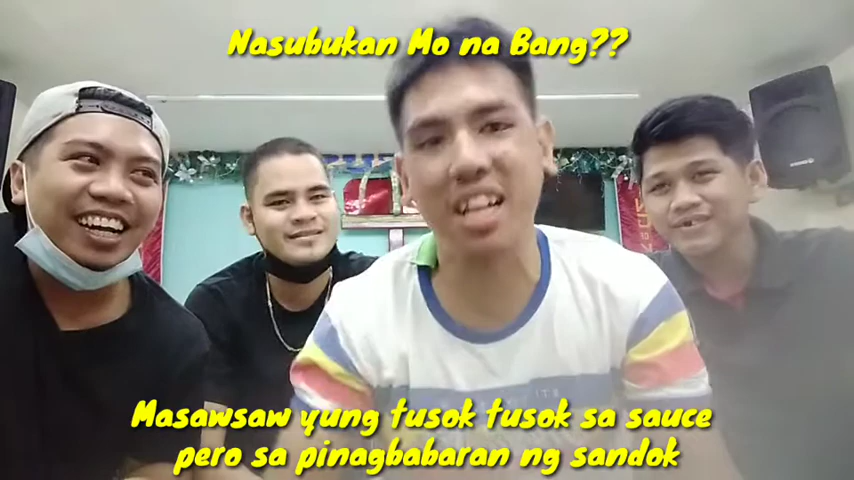 Nasubukan Mo na Bang??
Masawsaw yung tusok tusok sa sauce
pero sa pinagbabaran ng sandok